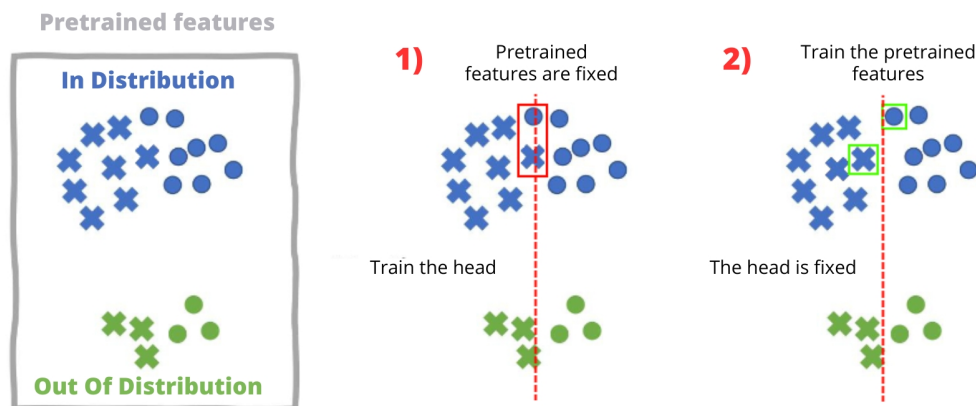 Pretrained features
In Distribution
Out Of Distribution
1)
Pretrained
features are fixed
Train the head
2)
Train the pretrained
features
The head is fixed